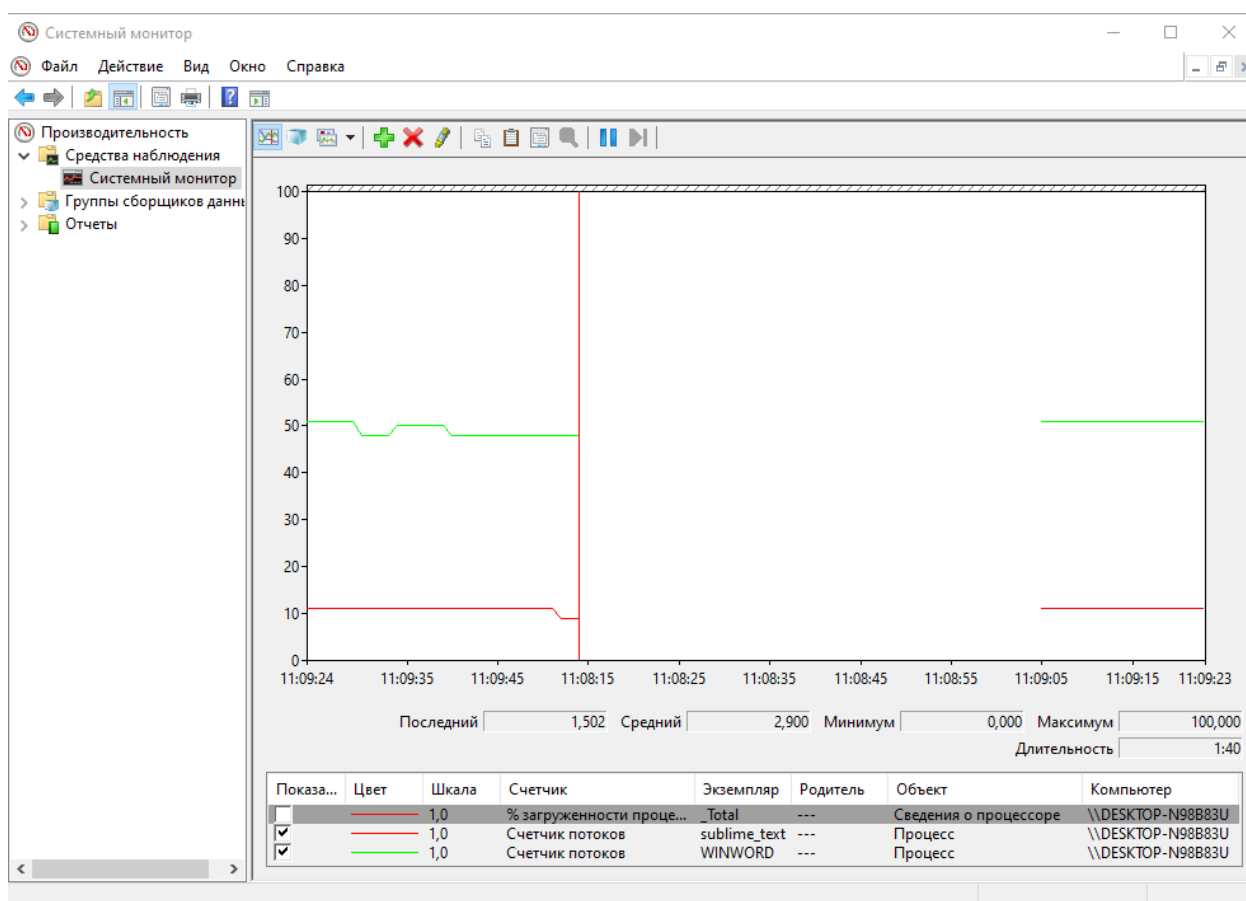 Системный монитор
Файл Действие Вид Окно Справка
Производительность
Средства наблюдения
Системный монитор
Группы сборщиков даннь
Отчеты
100
90
80
70
60
50
40
30
20
10
0
11:09:24 11:09:35 11:09:45 11:08:15 11:08:25 11:08:35 11:08:45 11:08:55 11:09:05 11:09:15 11:09:23
Последний 1,502 Средний 2,900 Минимум 0,000 Максимум 100,000
Длительность 1:40
Показа... Цвет Шкала Счетчик Экземпляр Родитель Объект Компьютер
1,0 % загруженности проце... _Total --- Сведения о процессоре \\DESKTOP-N98B83U
1,0 Счетчик потоков sublime_text --- Процесс \\DESKTOP-N98B83U
1,0 Счетчик потоков WINWORD --- Процесс \\DESKTOP-N98B83U